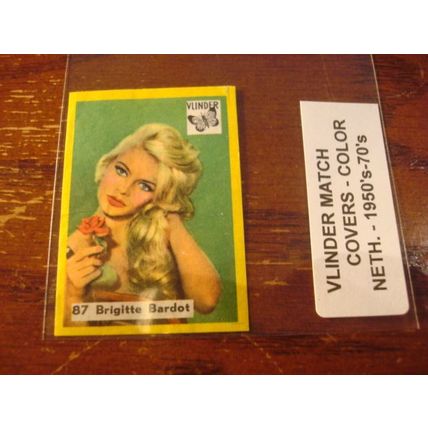 VLINDER
87 Brigitte Bardot
VLINDER MATCH
COVERS - COLOR
NETH. - 1950's-70's